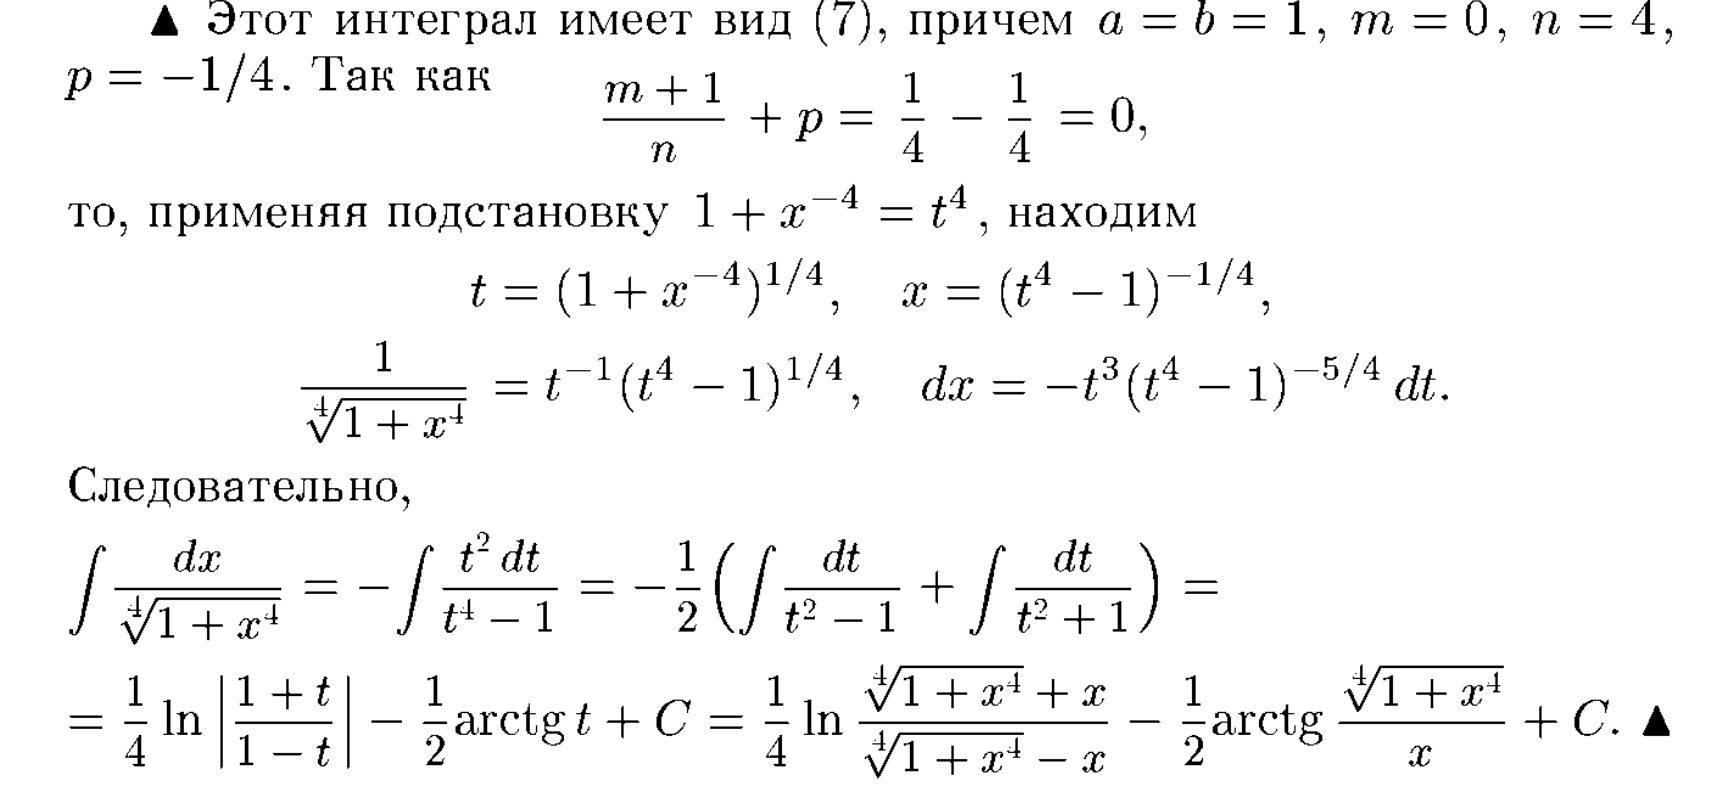 ▲ Этот интеграл имеет вид (7), причем a = b = 1, m = 0, n = 4,
p = −1/4. Так как
\frac{m + 1}{n} + p = \frac{1}{4} − \frac{1}{4} = 0,
то, применяя подстановку 1 + x^{−4} = t^4, находим
t = (1 + x^{−4})^{1/4}, x = (t^4 − 1)^{−1/4},
\frac{1}{\sqrt[4]{1 + x^4}} = t^{−1}(t^4 − 1)^{1/4}, dx = −t^3(t^4 − 1)^{−5/4} dt.
Следовательно,
\int \frac{dx}{\sqrt[4]{1 + x^4}} = −\int \frac{t^2 dt}{t^4 − 1} = −\frac{1}{2}\left(\int \frac{dt}{t^2 − 1} + \int \frac{dt}{t^2 + 1}\right) =
= \frac{1}{4} ln \left|\frac{1 + t}{1 − t}\right| − \frac{1}{2} arctg t + C = \frac{1}{4} ln \frac{\sqrt[4]{1 + x^4} + x}{\sqrt[4]{1 + x^4} − x} − \frac{1}{2} arctg \frac{\sqrt[4]{1 + x^4}}{x} + C. ▲